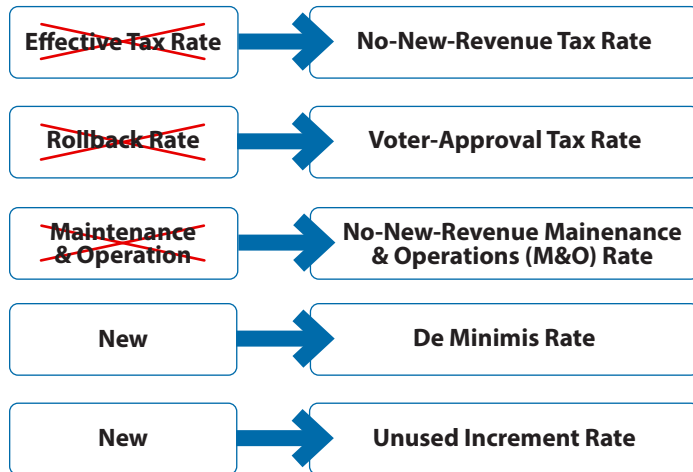 Effective Tax Rate
No-New-Revenue Tax Rate
Rollback Rate
Voter-Approval Tax Rate
Maintenance
& Operation
No-New-Revenue Mainenance
& Operations (M&O) Rate
New
De Minimis Rate
New
Unused Increment Rate